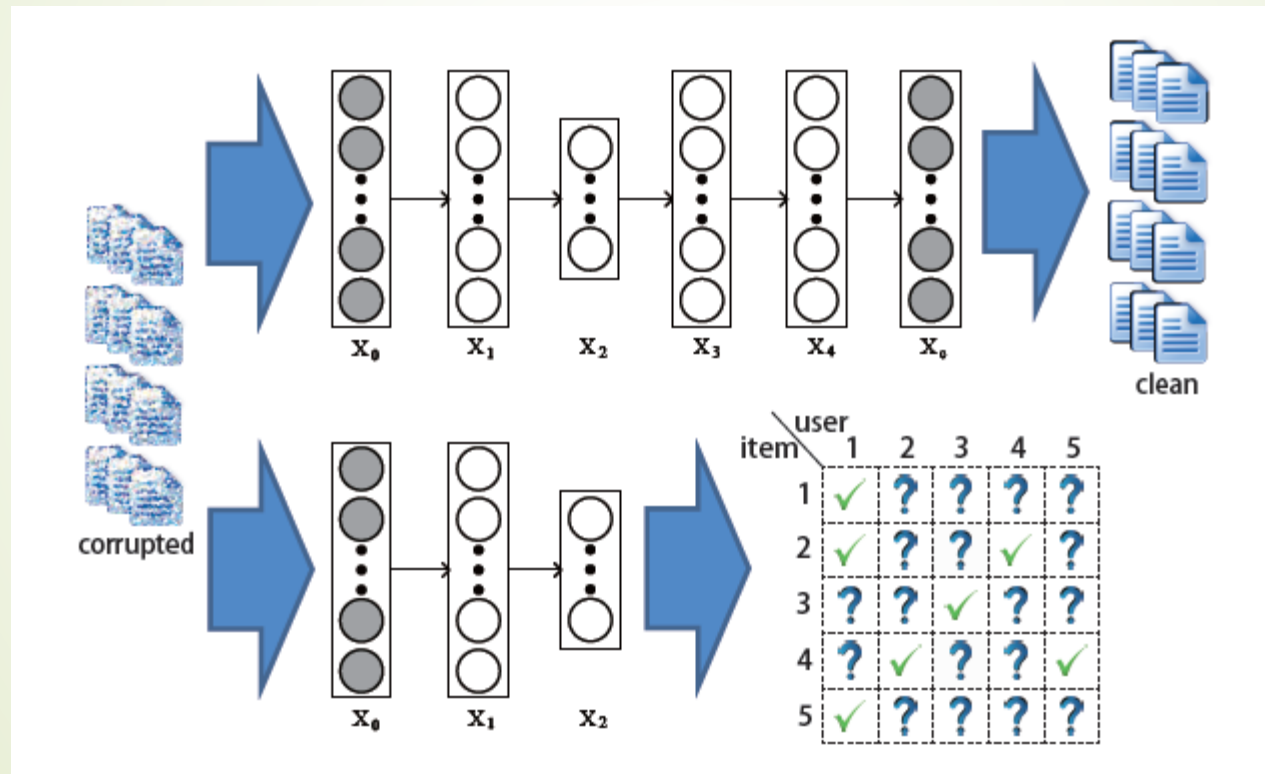 X₀ X₁ X₂ X₃ X₄ Xₑ
clean
corrupted
user
item 1 2 3 4 5
1 ✓ ? ? ? ?
2 ✓ ? ? ✓ ?
3 ? ? ✓ ? ?
4 ? ✓ ? ? ✓
5 ✓ ? ? ? ?
X₀ X₁ X₂